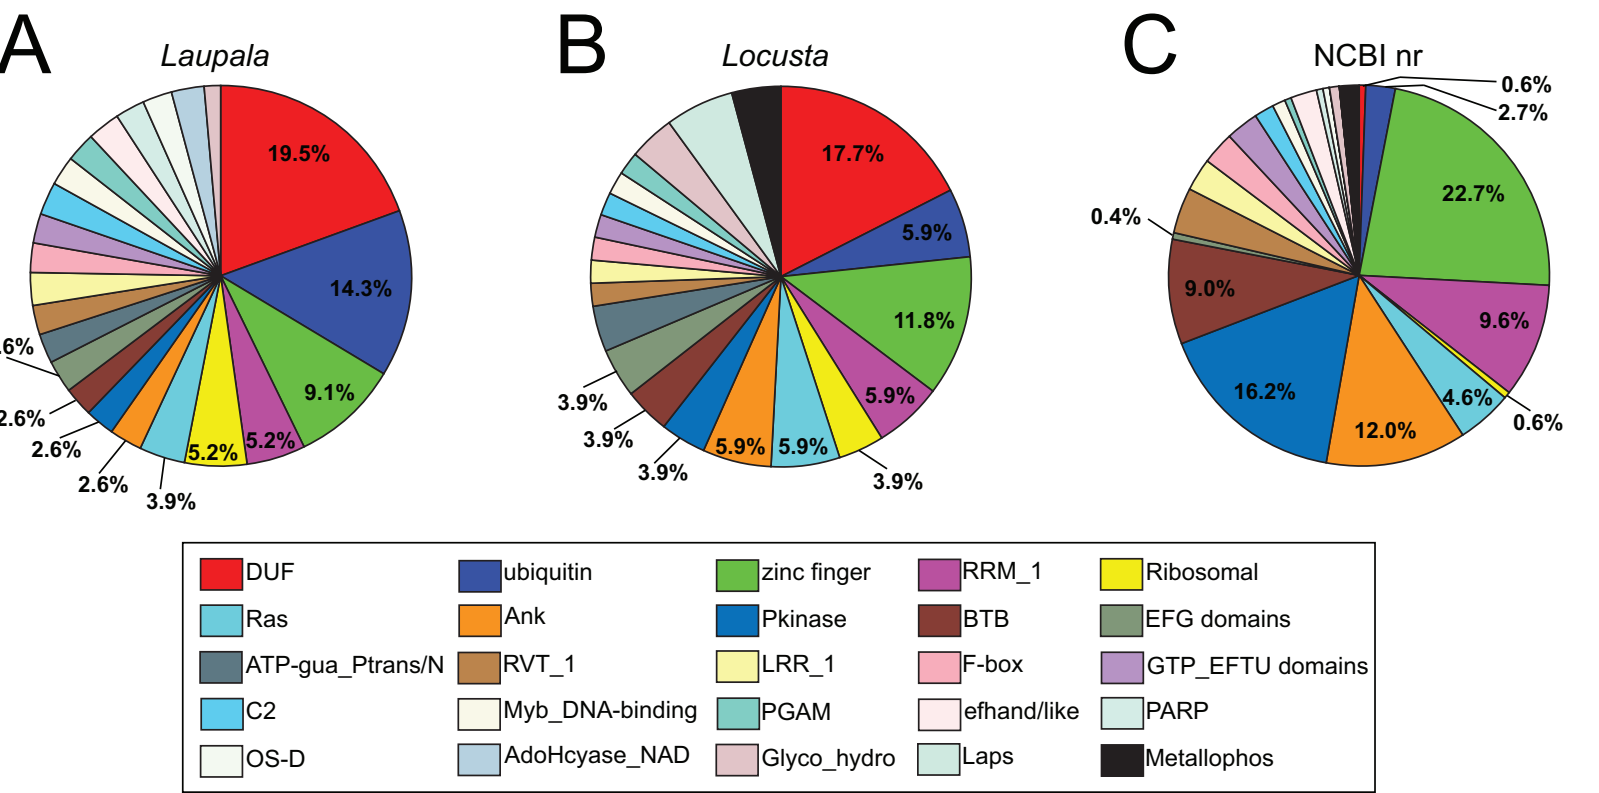 A
B
C
Laupala
Locusta
NCBI nr
19.5%
14.3%
9.1%
5.2%
5.2%
3.9%
2.6%
2.6%
2.6%
.6%
17.7%
5.9%
11.8%
5.9%
3.9%
5.9%
5.9%
3.9%
3.9%
3.9%
0.6%
2.7%
22.7%
9.6%
0.6%
4.6%
12.0%
16.2%
9.0%
0.4%
DUF ubiquitin zinc finger RRM_1 Ribosomal
Ras Ank Pkinase BTB EFG domains
ATP-gua_Ptrans/N RVT_1 LRR_1 F-box GTP_EFTU domains
C2 Myb_DNA-binding PGAM efhand/like PARP
OS-D AdoHcyase_NAD Glyco_hydro Laps Metallophos